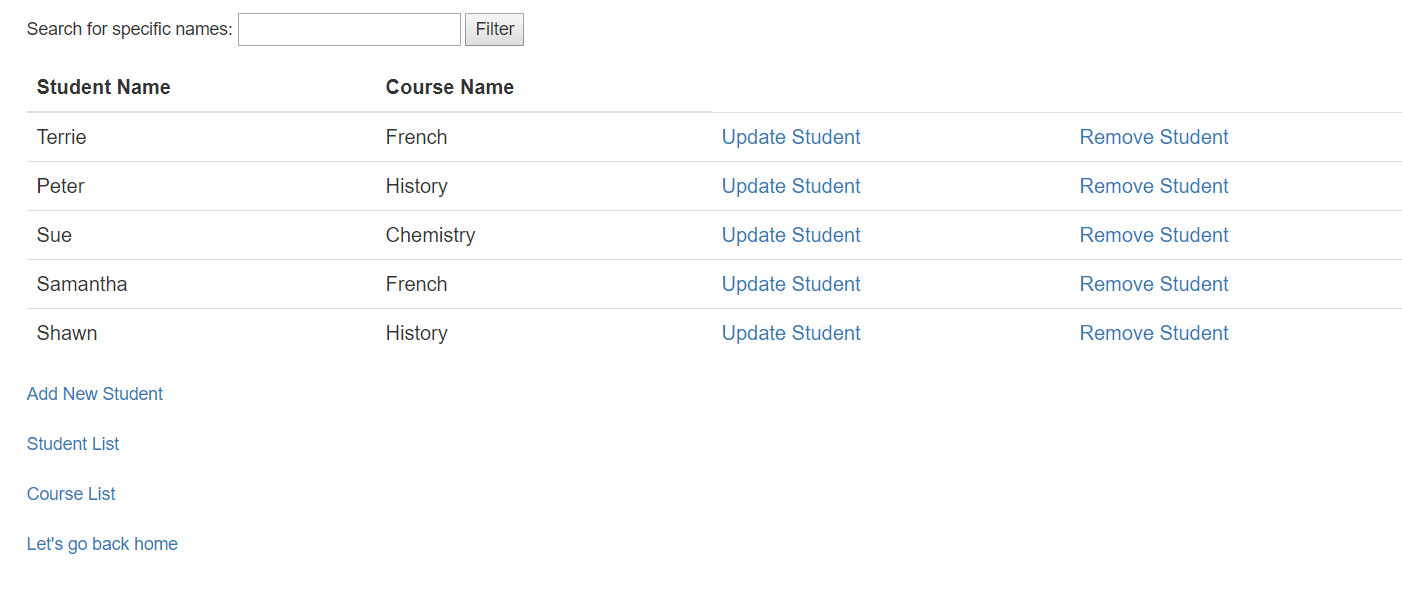 Search for specific names: Filter
Student Name Course Name
Terrie French Update Student Remove Student
Peter History Update Student Remove Student
Sue Chemistry Update Student Remove Student
Samantha French Update Student Remove Student
Shawn History Update Student Remove Student
Add New Student
Student List
Course List
Let's go back home